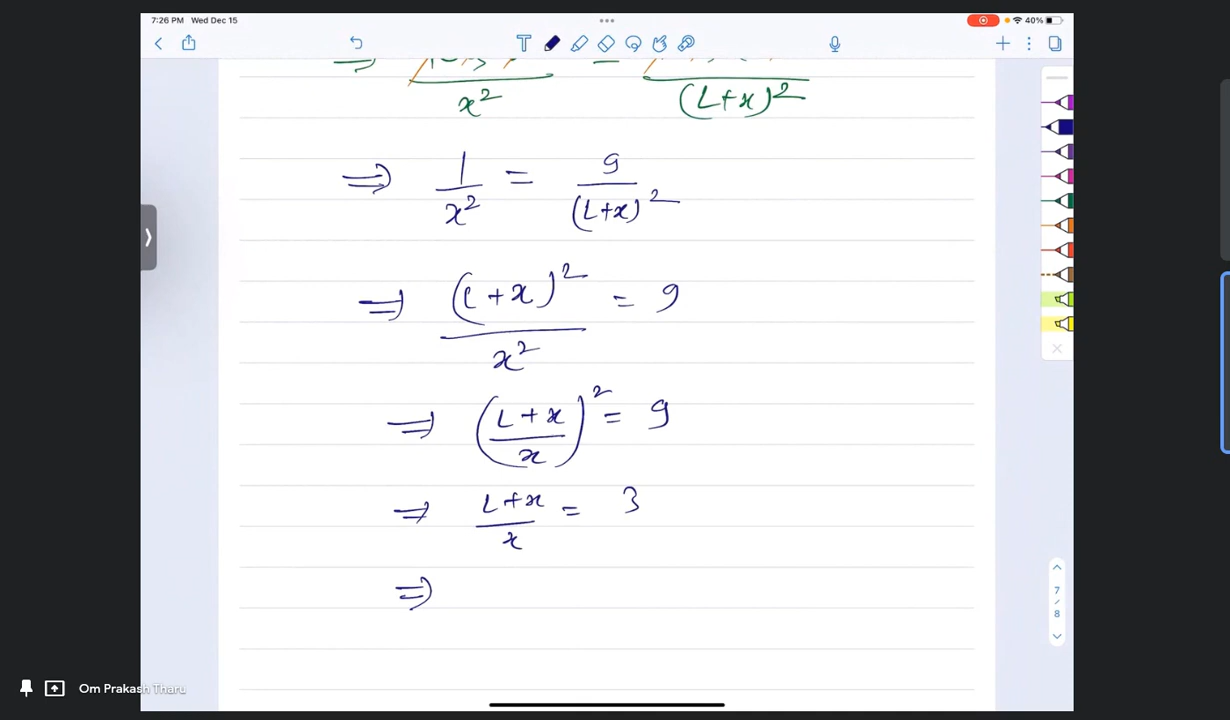 7:26 PM Wed Dec 15
40%
T
⇒ ――― = ―――
x² (L+x)²
⇒ 1/x² = 9/(L+x)²
⇒ (L+x)²/x² = 9
⇒ ((L+x)/x)² = 9
⇒ (L+x)/x = 3
⇒
7
/
8
Om Prakash Tharu